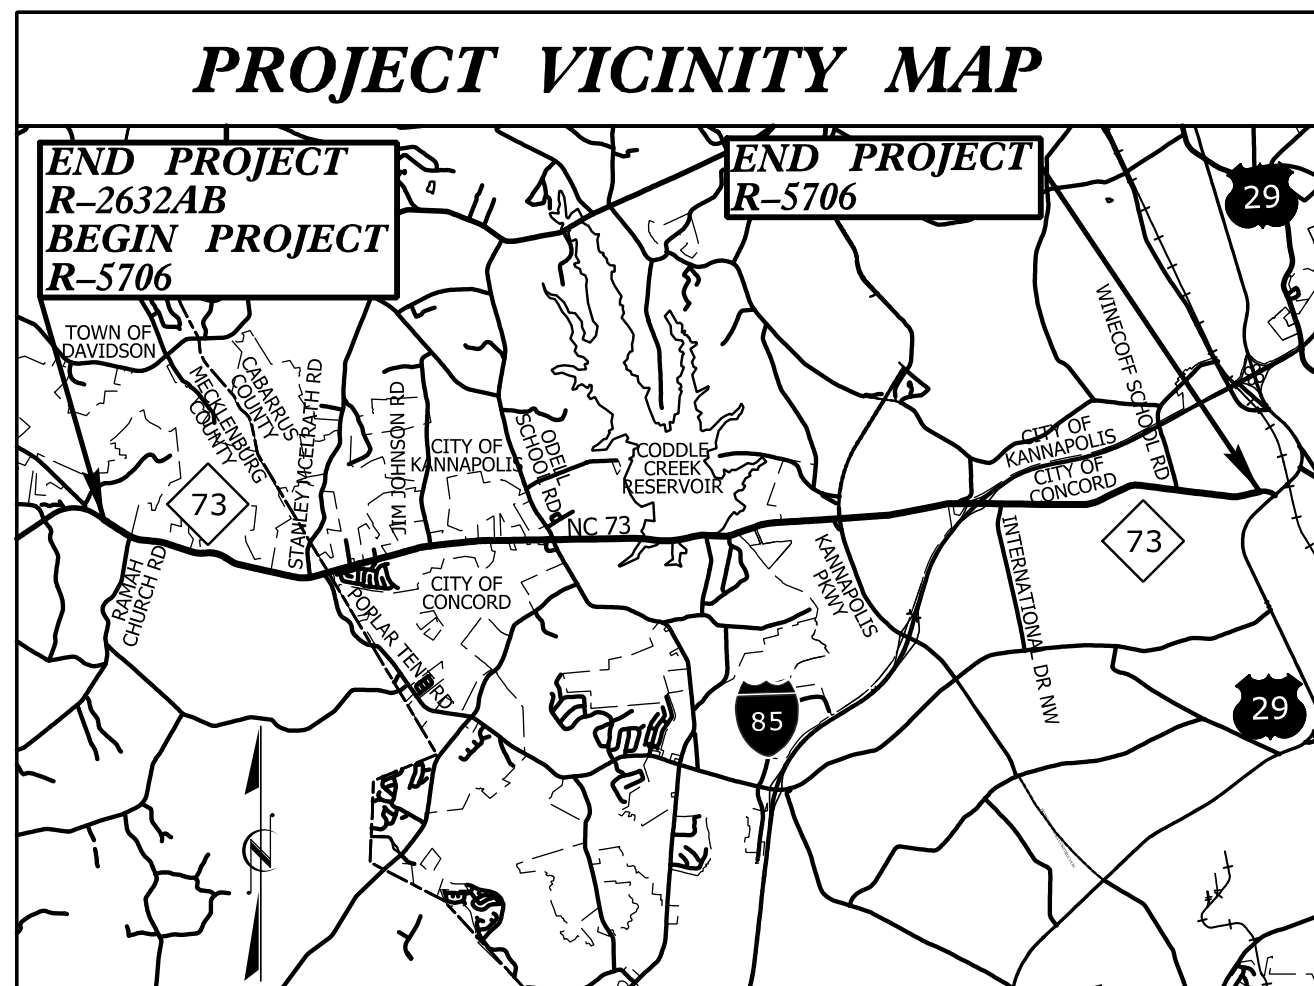 PROJECT VICINITY MAP
END PROJECT
R–2632AB
BEGIN PROJECT
R–5706
END PROJECT
R–5706
29
TOWN OF
DAVIDSON
CABARRUS
COUNTY
MECKLENBURG
COUNTY
STANLEY MCELRATH RD
JIM JOHNSON RD
CITY OF
KANNAPOLIS
ODELL
SCHOOL RD
CODDLE
CREEK
RESERVOIR
WINECOFF SCHOOL RD
CITY OF
KANNAPOLIS
CITY OF
CONCORD
73
NC 73
73
RAMAH
CHURCH RD
CITY OF
CONCORD
POPLAR TENT RD
KANNAPOLIS
PKWY
INTERNATIONAL DR NW
85
29